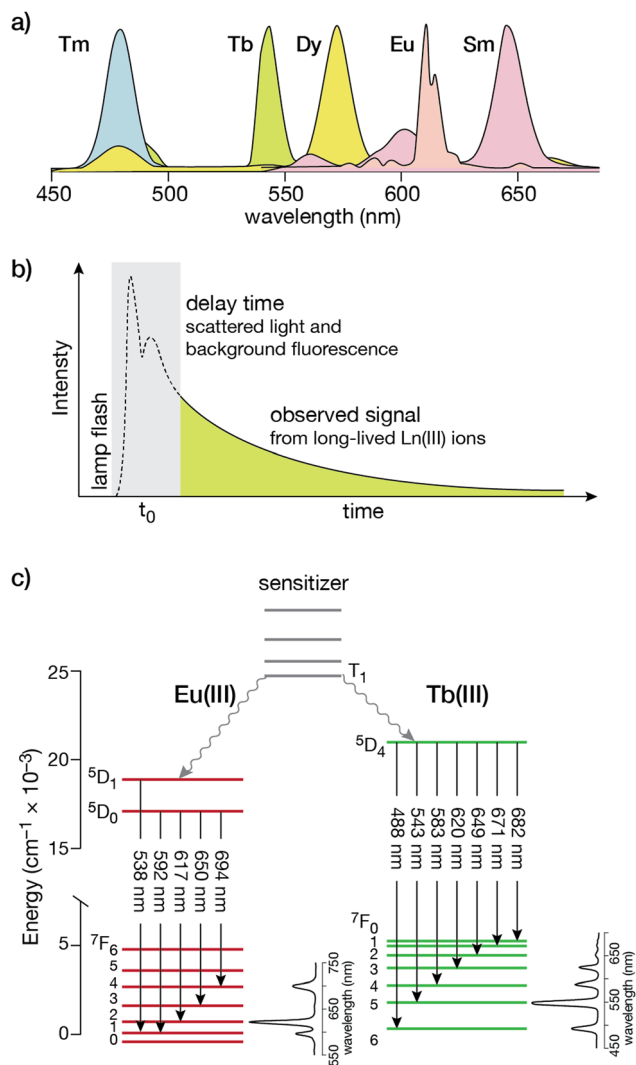 a)
Tm
Tb
Dy
Eu
Sm
450
500
550
600
650
wavelength (nm)
b)
Intensty
lamp flash
delay time
scattered light and
background fluorescence
observed signal
from long-lived Ln(III) ions
t₀
time
c)
sensitizer
T₁
Eu(III)
Tb(III)
Energy (cm⁻¹ × 10⁻³)
25
20
15
5
0
⁵D₁
⁵D₀
538 nm
592 nm
617 nm
650 nm
694 nm
⁷F₆
5
4
3
2
1
0
750
650
550
wavelength (nm)
⁵D₄
488 nm
543 nm
583 nm
620 nm
649 nm
671 nm
682 nm
⁷F₀
1
2
3
4
5
6
650
550
450
wavelength (nm)